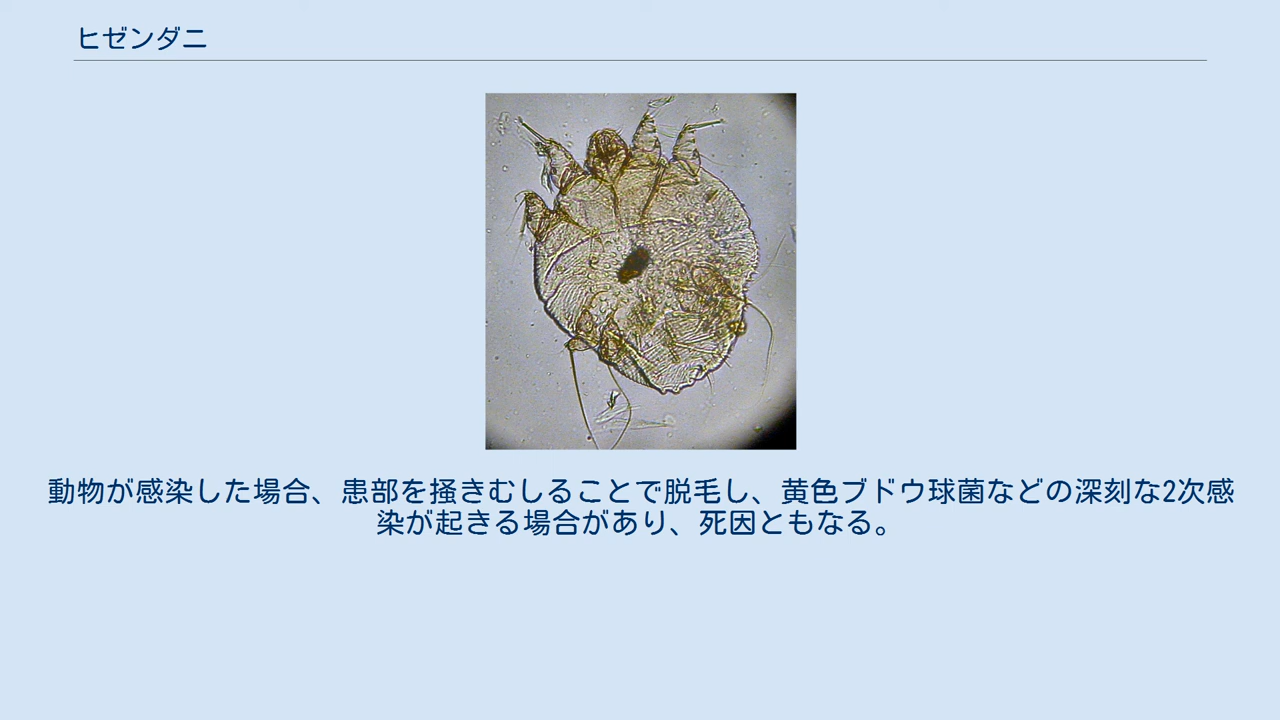 ヒゼンダニ
動物が感染した場合、患部を掻きむしることで脱毛し、黄色ブドウ球菌などの深刻な2次感
染が起きる場合があり、死因ともなる。